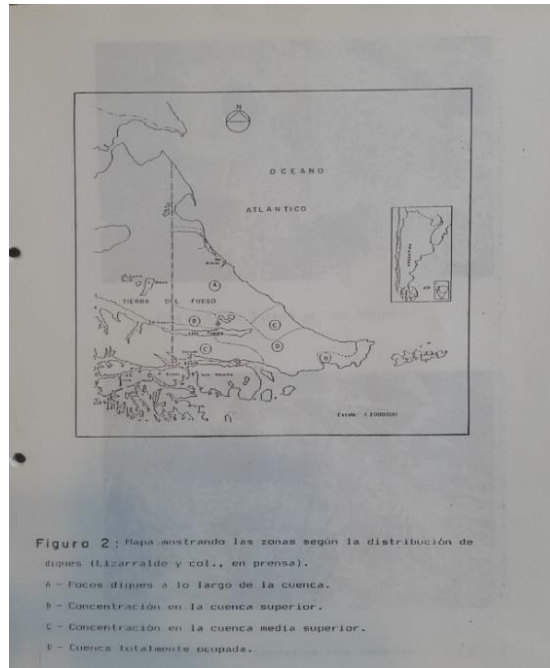 N
OCEANO
ATLANTICO
A
TIERRA DEL FUEGO
B
C
C
D
Figura 2: Mapa mostrando las zonas según la distribución de
diques (Lizarralde y col., en prensa).
A - Pocos diques a lo largo de la cuenca.
B - Concentración en la cuenca superior.
C - Concentración en la cuenca media superior.
D - Cuenca totalmente ocupada.